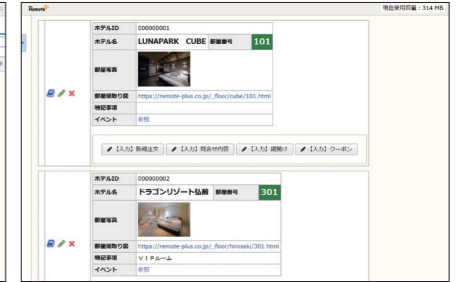 Remote+
現在使用容量：314 MB
ホテルID 000000001
ホテル名 LUNAPARK CUBE 部屋番号 101
部屋写真
部屋間取り図 https://remote-plus.co.jp/_floor/cube/101.html
特記事項
イベント 参照
【入力】新規注文 【入力】問合せ内容 【入力】鍵開け 【入力】クーポン
ホテルID 000000002
ホテル名 ドラゴンリゾート弘前 部屋番号 301
部屋写真
部屋間取り図 https://remote-plus.co.jp/_floor/hirosaki/301.html
特記事項 ＶＩＰルーム
イベント 参照